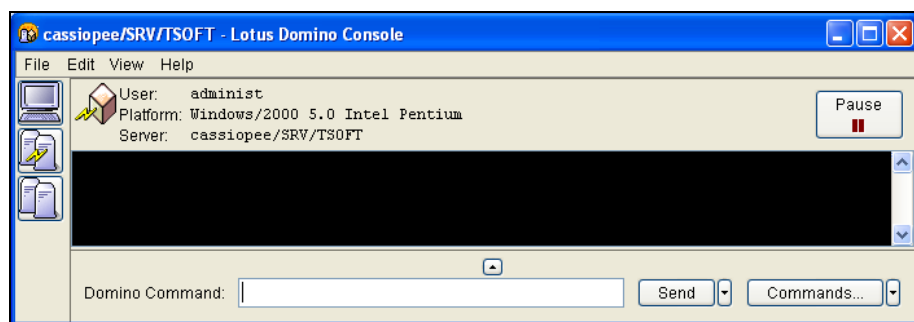 cassiopee/SRV/TSOFT - Lotus Domino Console
File Edit View Help
User: administ
Platform: Windows/2000 5.0 Intel Pentium
Server: cassiopee/SRV/TSOFT
Pause
Domino Command:
Send
Commands...